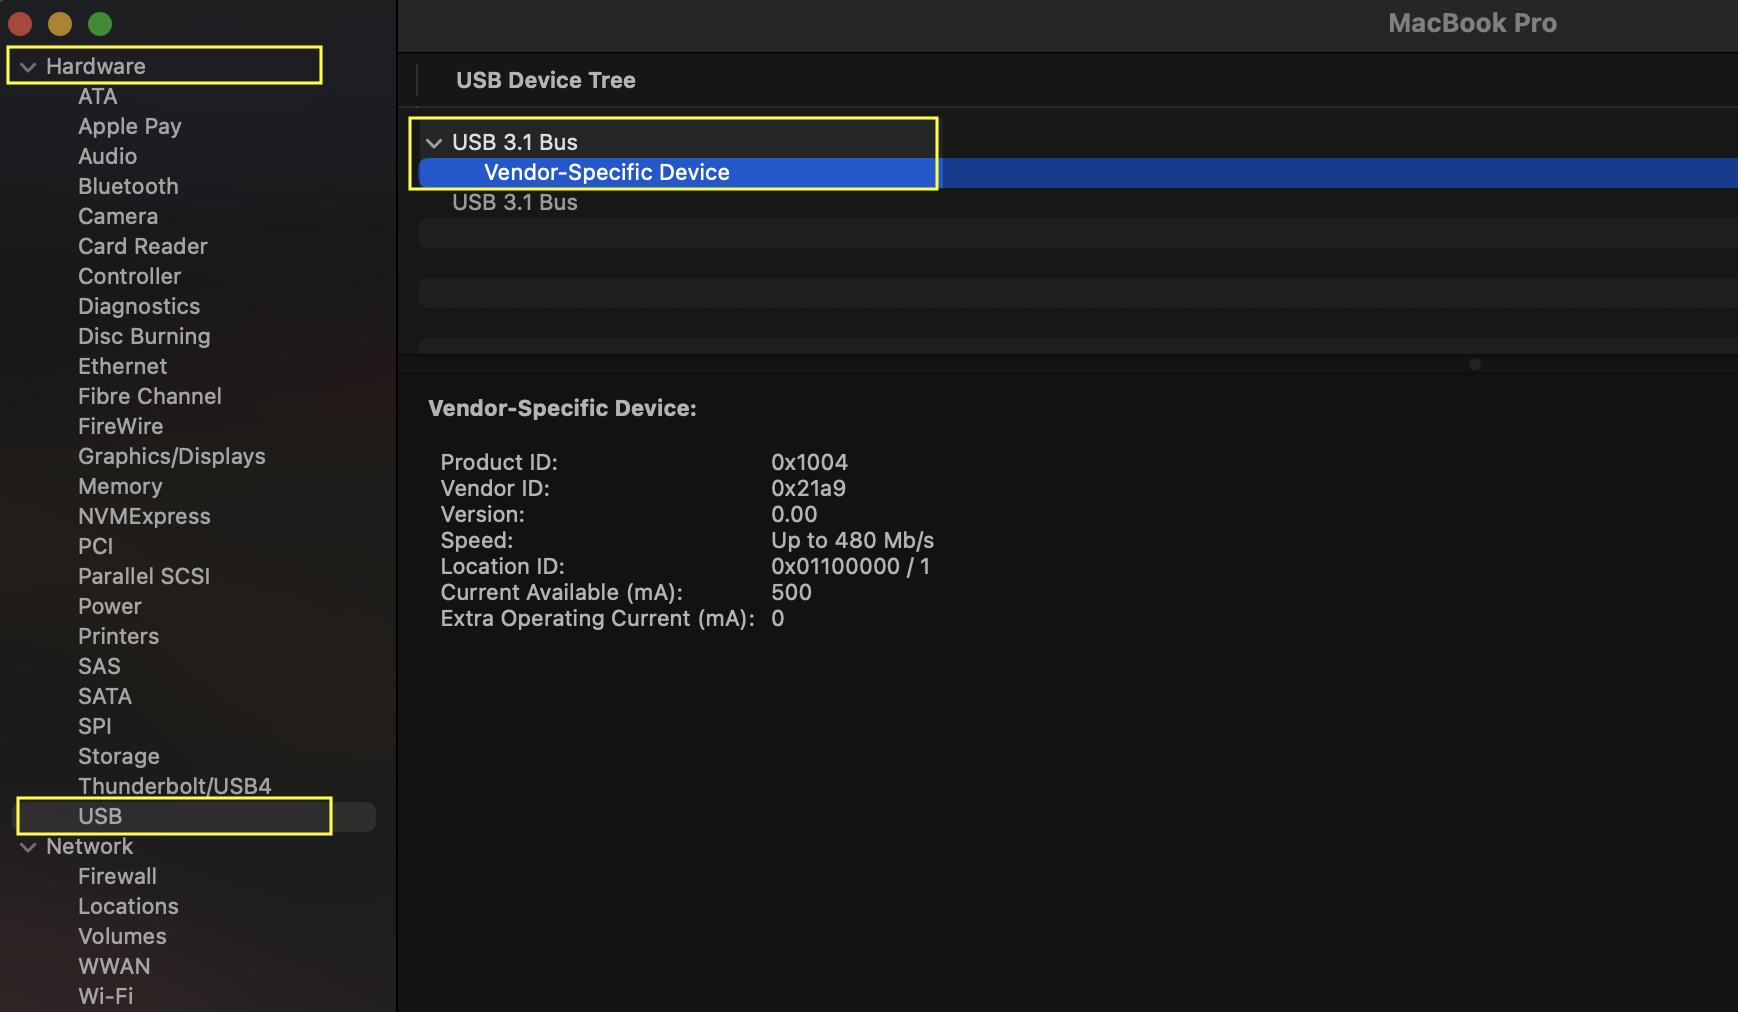 MacBook Pro
Hardware
ATA
Apple Pay
Audio
Bluetooth
Camera
Card Reader
Controller
Diagnostics
Disc Burning
Ethernet
Fibre Channel
FireWire
Graphics/Displays
Memory
NVMExpress
PCI
Parallel SCSI
Power
Printers
SAS
SATA
SPI
Storage
Thunderbolt/USB4
USB
Network
Firewall
Locations
Volumes
WWAN
Wi-Fi
USB Device Tree
USB 3.1 Bus
Vendor-Specific Device
USB 3.1 Bus
Vendor-Specific Device:
Product ID: 0x1004
Vendor ID: 0x21a9
Version: 0.00
Speed: Up to 480 Mb/s
Location ID: 0x01100000 / 1
Current Available (mA): 500
Extra Operating Current (mA): 0